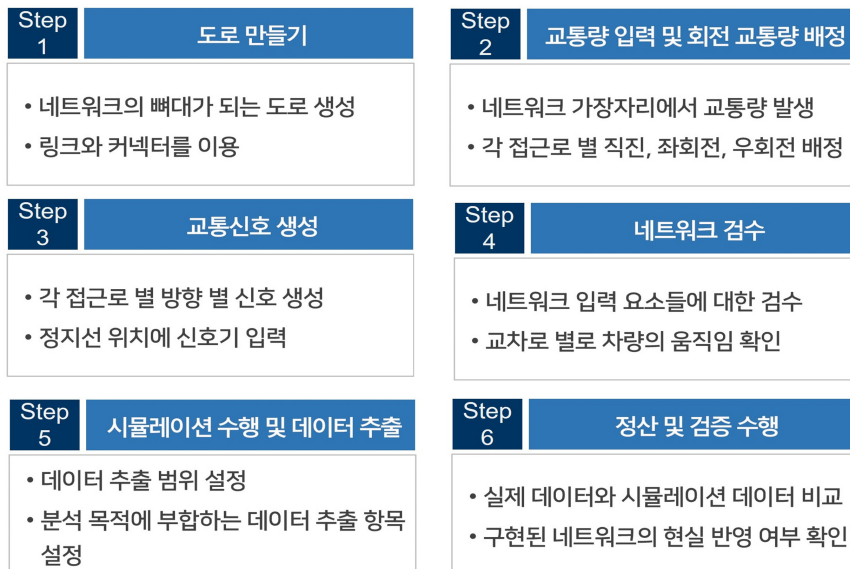 Step
1
도로 만들기
• 네트워크의 뼈대가 되는 도로 생성
• 링크와 커넥터를 이용
Step
2
교통량 입력 및 회전 교통량 배정
• 네트워크 가장자리에서 교통량 발생
• 각 접근로 별 직진, 좌회전, 우회전 배정
Step
3
교통신호 생성
• 각 접근로 별 방향 별 신호 생성
• 정지선 위치에 신호기 입력
Step
4
네트워크 검수
• 네트워크 입력 요소들에 대한 검수
• 교차로 별로 차량의 움직임 확인
Step
5
시뮬레이션 수행 및 데이터 추출
• 데이터 추출 범위 설정
• 분석 목적에 부합하는 데이터 추출 항목
설정
Step
6
정산 및 검증 수행
• 실제 데이터와 시뮬레이션 데이터 비교
• 구현된 네트워크의 현실 반영 여부 확인